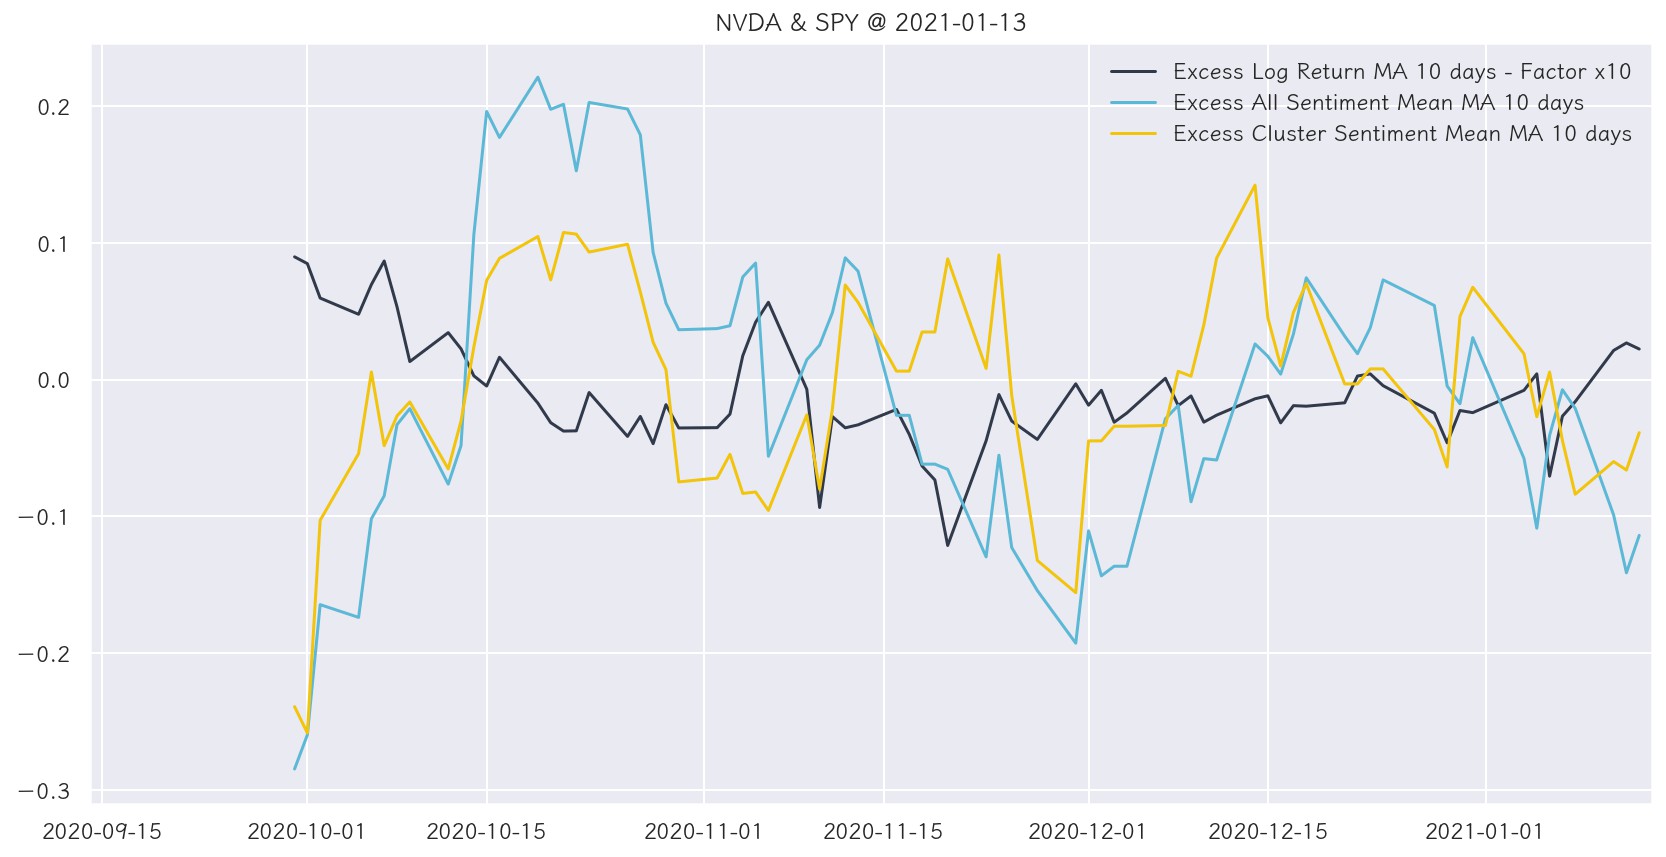 NVDA & SPY @ 2021-01-13
Excess Log Return MA 10 days - Factor x10
Excess All Sentiment Mean MA 10 days
Excess Cluster Sentiment Mean MA 10 days
0.2
0.1
0.0
−0.1
−0.2
−0.3
2020-09-15 2020-10-01 2020-10-15 2020-11-01 2020-11-15 2020-12-01 2020-12-15 2021-01-01